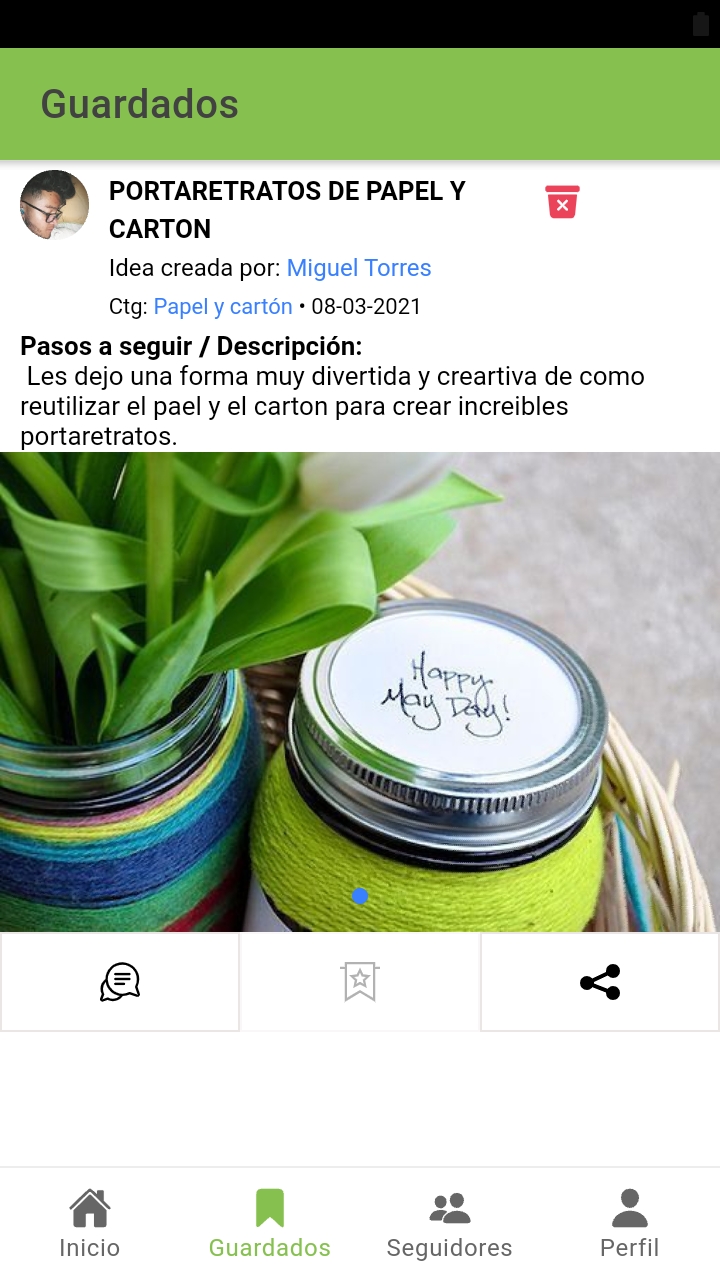 Guardados
PORTARETRATOS DE PAPEL Y
CARTON
Idea creada por: Miguel Torres
Ctg: Papel y cartón • 08-03-2021
Pasos a seguir / Descripción:
Les dejo una forma muy divertida y creartiva de como
reutilizar el pael y el carton para crear increibles
portaretratos.
Happy
May Day!
Inicio
Guardados
Seguidores
Perfil